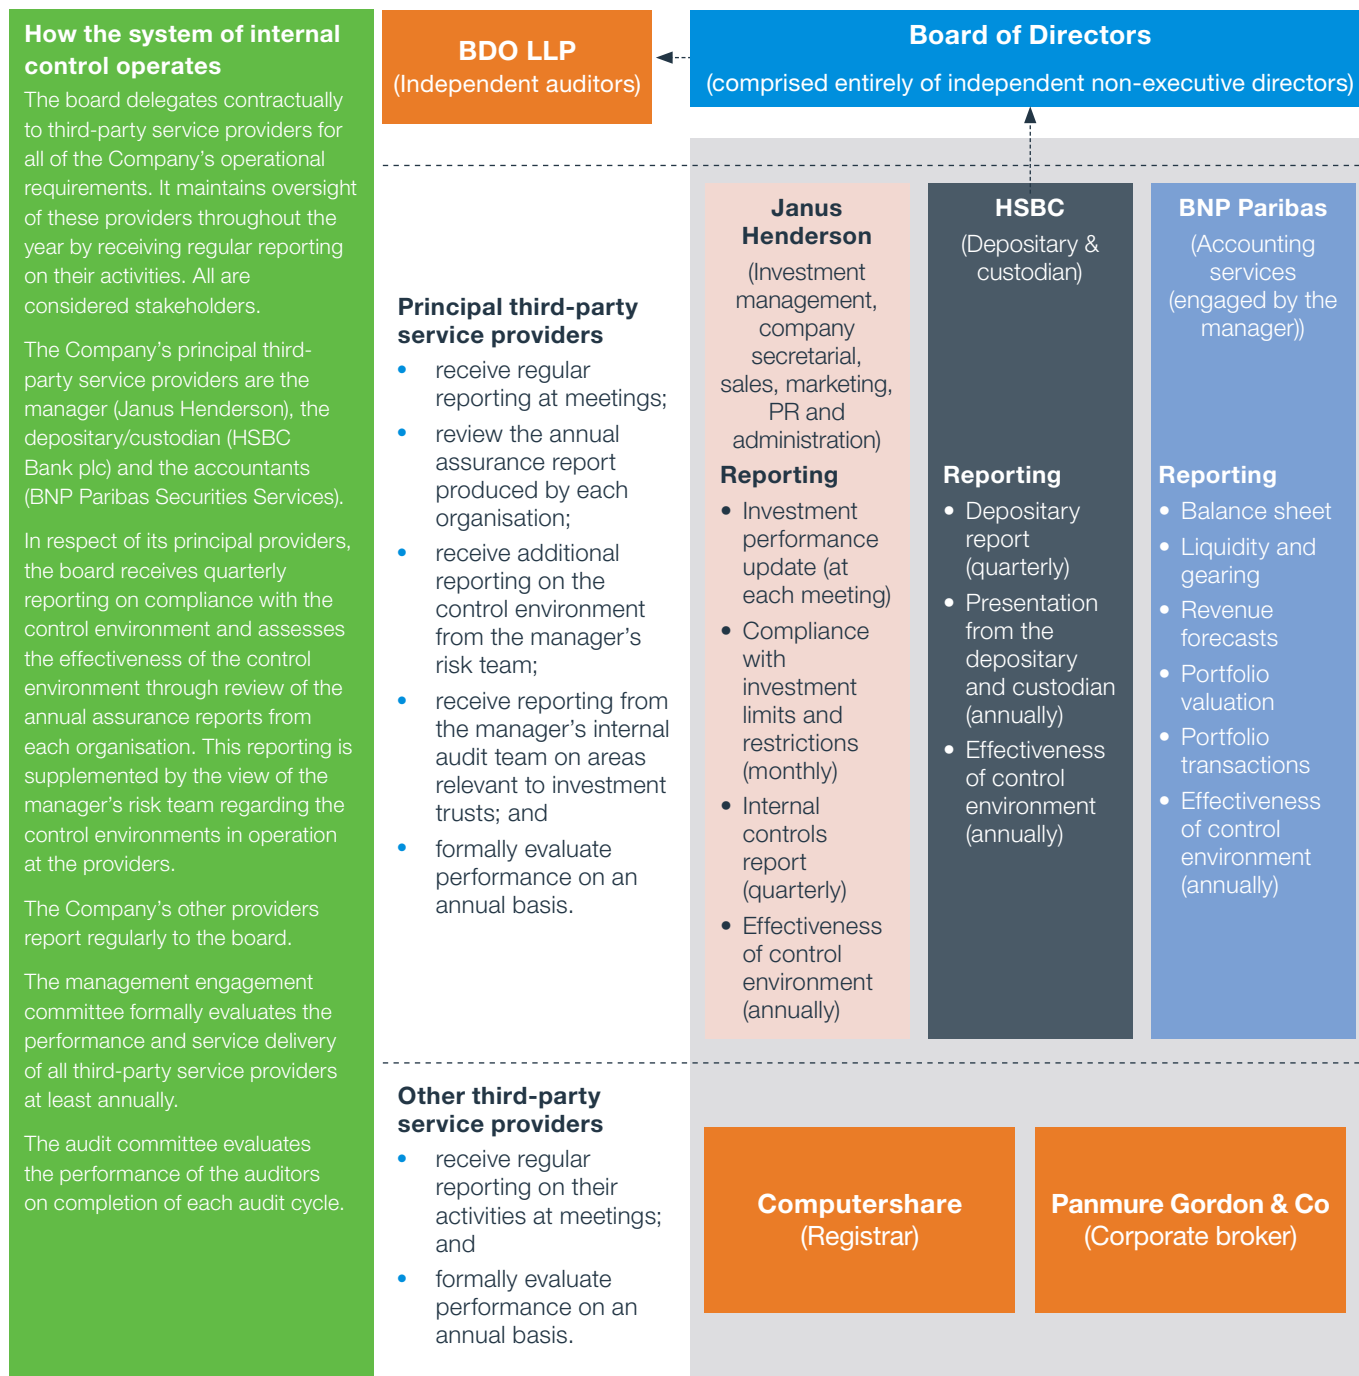 How the system of internal
control operates
The board delegates contractually
to third-party service providers for
all of the Company’s operational
requirements. It maintains oversight
of these providers throughout the
year by receiving regular reporting
on their activities. All are
considered stakeholders.
The Company’s principal third-
party service providers are the
manager (Janus Henderson), the
depositary/custodian (HSBC
Bank plc) and the accountants
(BNP Paribas Securities Services).
In respect of its principal providers,
the board receives quarterly
reporting on compliance with the
control environment and assesses
the effectiveness of the control
environment through review of the
annual assurance reports from
each organisation. This reporting is
supplemented by the view of the
manager’s risk team regarding the
control environments in operation
at the providers.
The Company’s other providers
report regularly to the board.
The management engagement
committee formally evaluates the
performance and service delivery
of all third-party service providers
at least annually.
The audit committee evaluates
the performance of the auditors
on completion of each audit cycle.
BDO LLP
(Independent auditors)
Board of Directors
(comprised entirely of independent non-executive directors)
Principal third-party
service providers
• receive regular
reporting at meetings;
• review the annual
assurance report
produced by each
organisation;
• receive additional
reporting on the
control environment
from the manager’s
risk team;
• receive reporting from
the manager’s internal
audit team on areas
relevant to investment
trusts; and
• formally evaluate
performance on an
annual basis.
Janus
Henderson
(Investment
management,
company
secretarial,
sales, marketing,
PR and
administration)
Reporting
• Investment
performance
update (at
each meeting)
• Compliance
with
investment
limits and
restrictions
(monthly)
• Internal
controls
report
(quarterly)
• Effectiveness
of control
environment
(annually)
HSBC
(Depositary &
custodian)
Reporting
• Depositary
report
(quarterly)
• Presentation
from the
depositary
and custodian
(annually)
• Effectiveness
of control
environment
(annually)
BNP Paribas
(Accounting
services
(engaged by the
manager))
Reporting
• Balance sheet
• Liquidity and
gearing
• Revenue
forecasts
• Portfolio
valuation
• Portfolio
transactions
• Effectiveness
of control
environment
(annually)
Other third-party
service providers
• receive regular
reporting on their
activities at meetings;
and
• formally evaluate
performance on an
annual basis.
Computershare
(Registrar)
Panmure Gordon & Co
(Corporate broker)